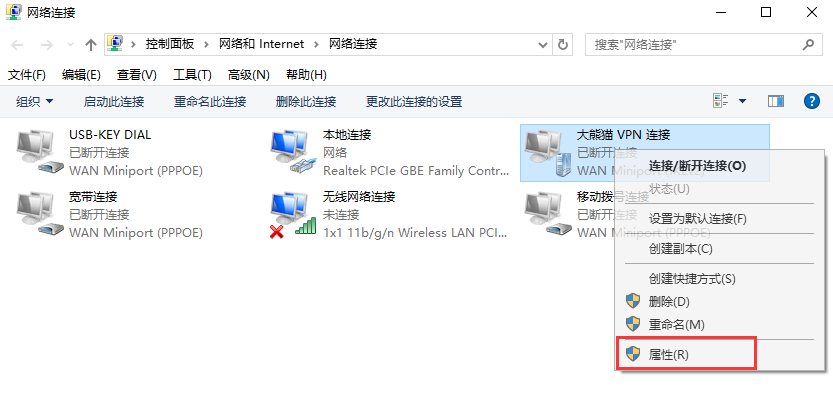 网络连接
控制面板 网络和 Internet 网络连接
搜索"网络连接"
文件(F) 编辑(E) 查看(V) 工具(T) 高级(N) 帮助(H)
组织 启动此连接 重命名此连接 删除此连接 更改此连接的设置
USB-KEY DIAL
已断开连接
WAN Miniport (PPPOE)
本地连接
网络
Realtek PCIe GBE Family Contr...
大熊猫 VPN 连接
已断开连接
WAN Mini
宽带连接
已断开连接
WAN Miniport (PPPOE)
无线网络连接
未连接
1x1 11b/g/n Wireless LAN PCI...
移动拨号连接
已断开连接
WAN Miniport (PPPOE)
连接/断开连接(O)
状态(U)
设置为默认连接(F)
创建副本(C)
创建快捷方式(S)
删除(D)
重命名(M)
属性(R)